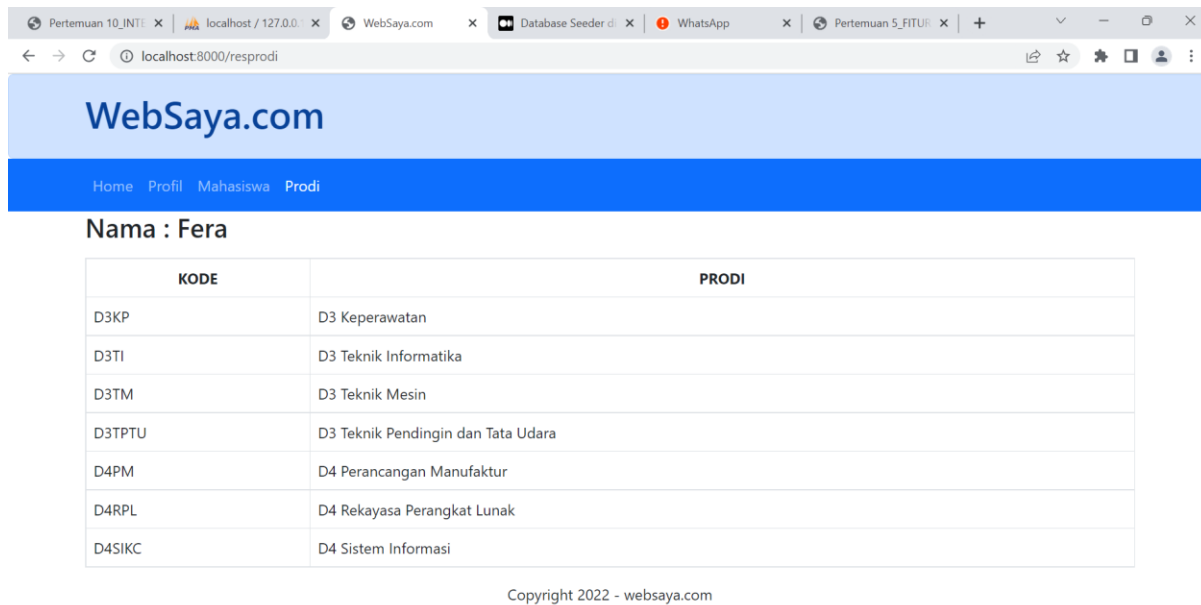 Pertemuan 10_INTE localhost / 127.0.0.1 WebSaya.com Database Seeder di WhatsApp Pertemuan 5_FITUR
localhost:8000/resprodi
WebSaya.com
Home Profil Mahasiswa Prodi
Nama : Fera
KODE PRODI
D3KP D3 Keperawatan
D3TI D3 Teknik Informatika
D3TM D3 Teknik Mesin
D3TPTU D3 Teknik Pendingin dan Tata Udara
D4PM D4 Perancangan Manufaktur
D4RPL D4 Rekayasa Perangkat Lunak
D4SIKC D4 Sistem Informasi
Copyright 2022 - websaya.com